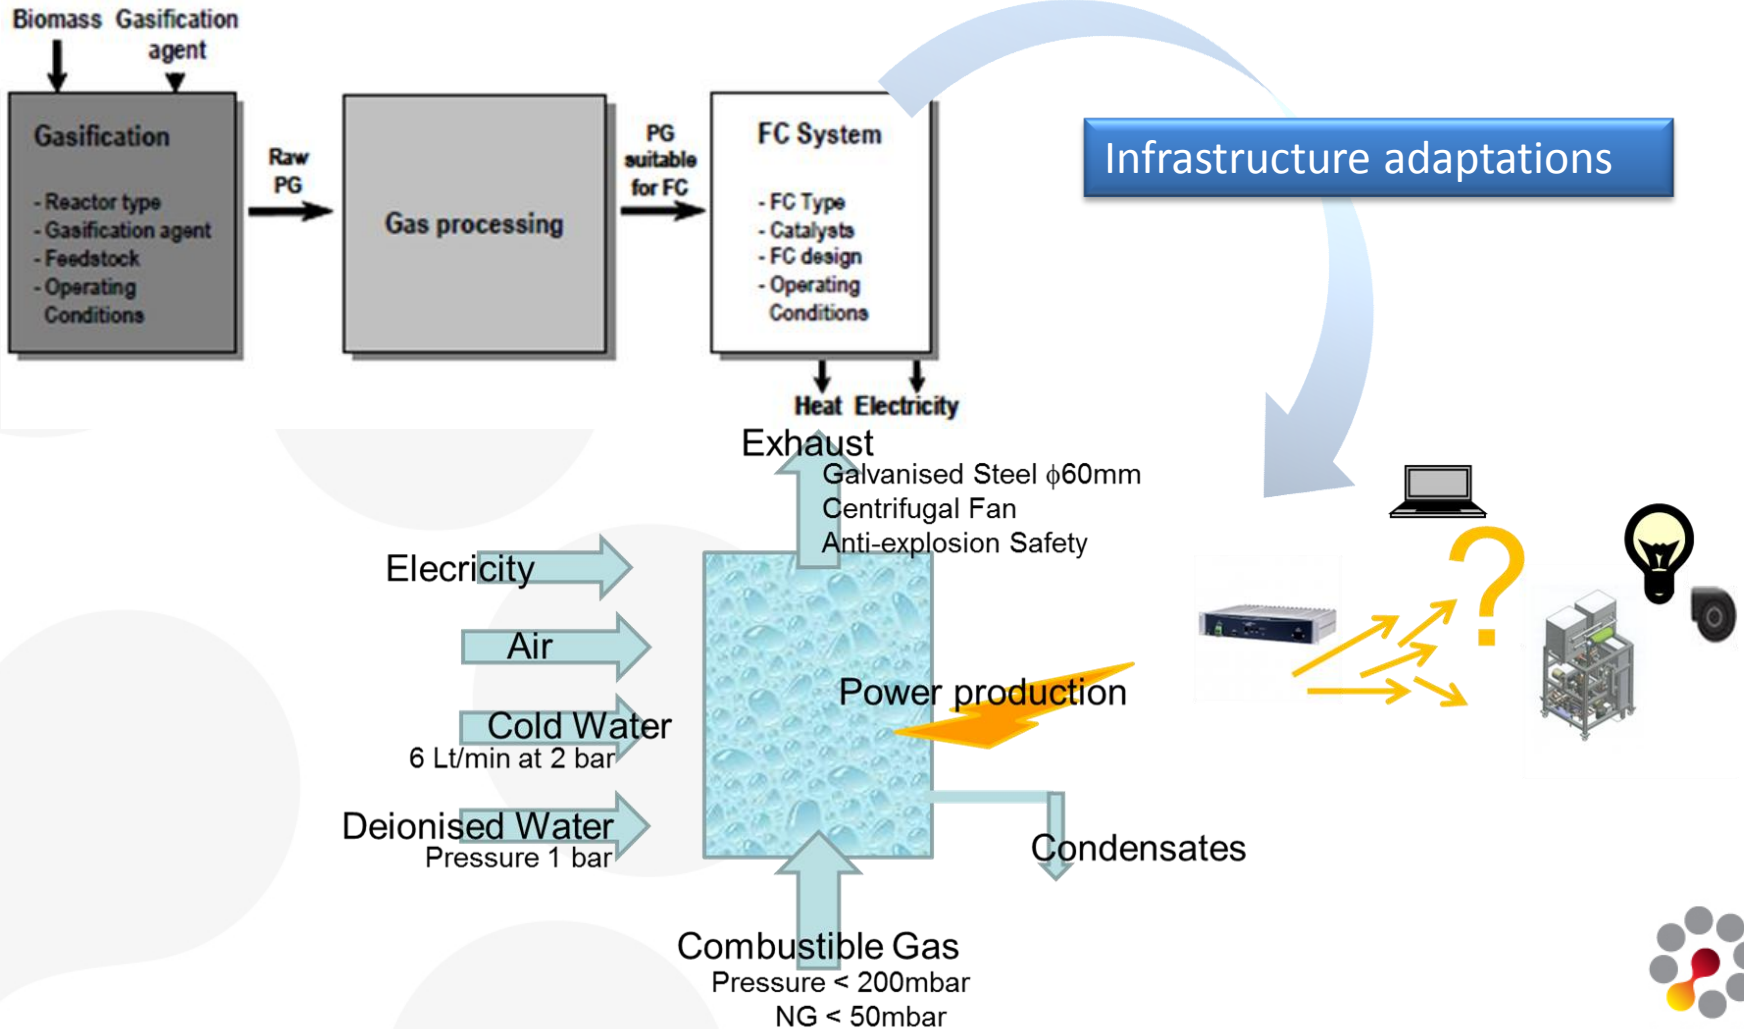 Biomass Gasification
agent
Gasification
- Reactor type
- Gasification agent
- Feedstock
- Operating
Conditions
Raw
PG
Gas processing
PG
suitable
for FC
FC System
- FC Type
- Catalysts
- FC design
- Operating
Conditions
Heat Electricity
Infrastructure adaptations
Exhaust
Galvanised Steel ϕ60mm
Centrifugal Fan
Anti-explosion Safety
Elecricity
Air
Cold Water
6 Lt/min at 2 bar
Deionised Water
Pressure 1 bar
Power production
?
Condensates
Combustible Gas
Pressure < 200mbar
NG < 50mbar